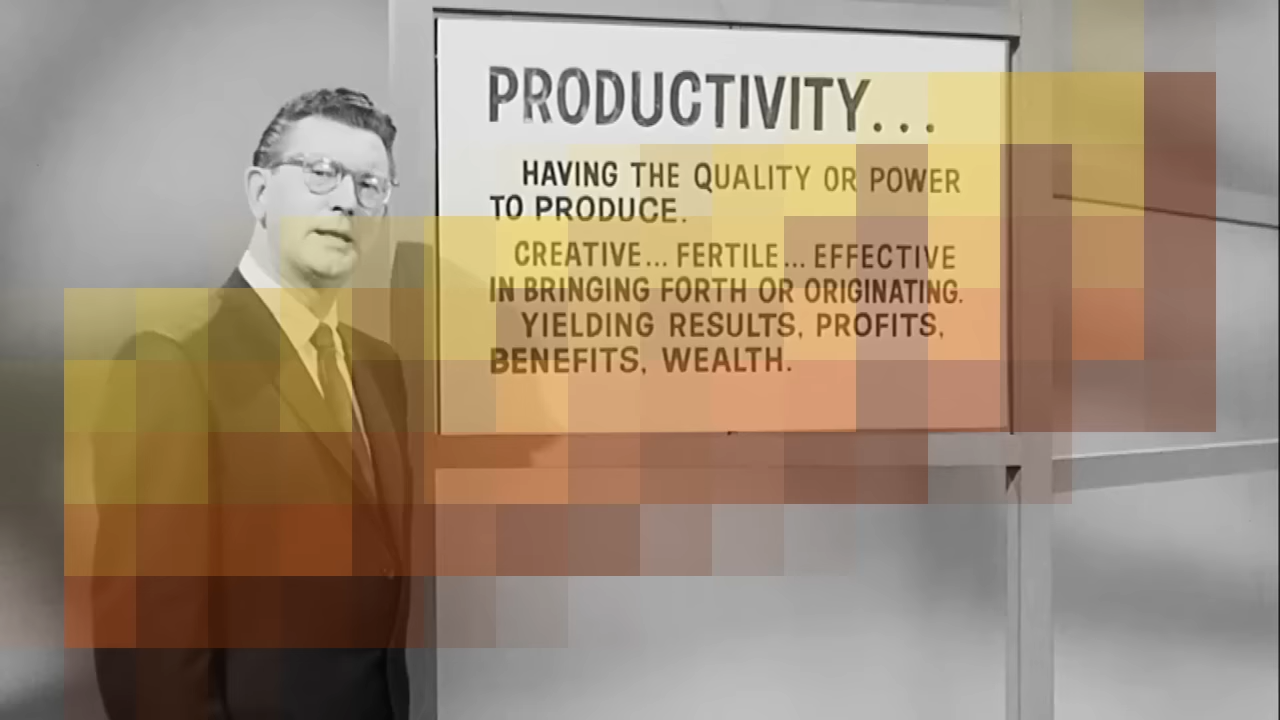 PRODUCTIVITY...
HAVING THE QUALITY OR POWER
TO PRODUCE.
CREATIVE... FERTILE... EFFECTIVE
IN BRINGING FORTH OR ORIGINATING.
YIELDING RESULTS, PROFITS,
BENEFITS, WEALTH.